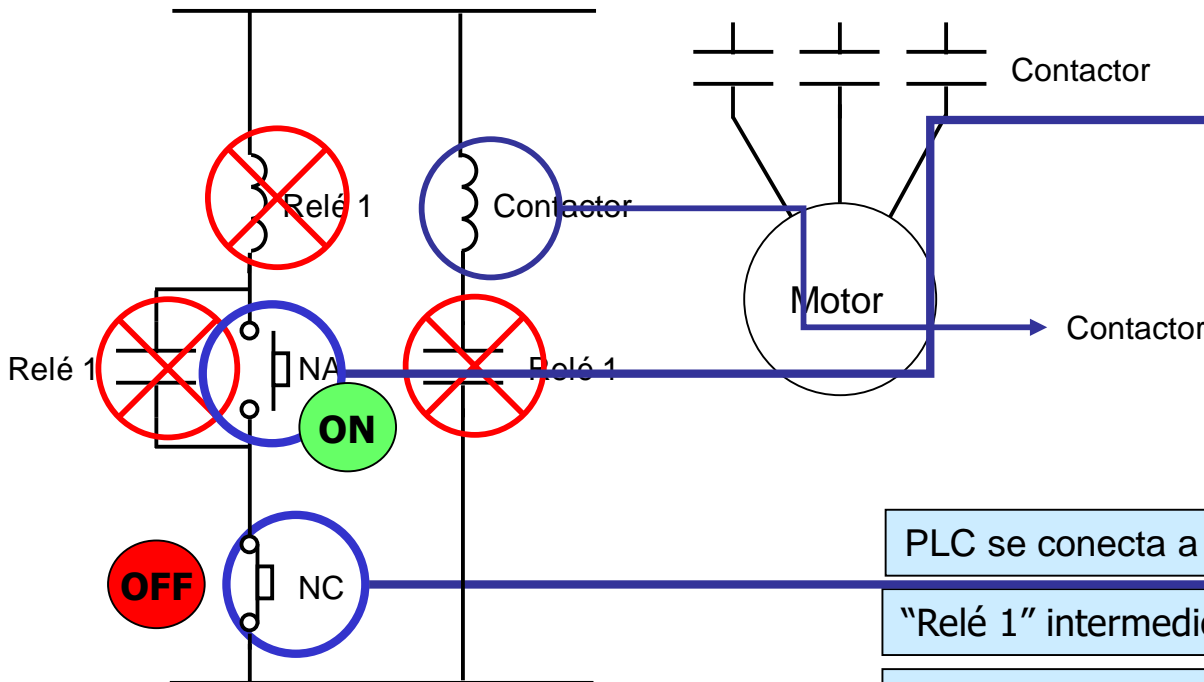 Contactor
Relé 1
Contactor
Motor
Contactor
Relé 1
NA
Relé 1
ON
OFF
NC
PLC se conecta a
"Relé 1" intermedi